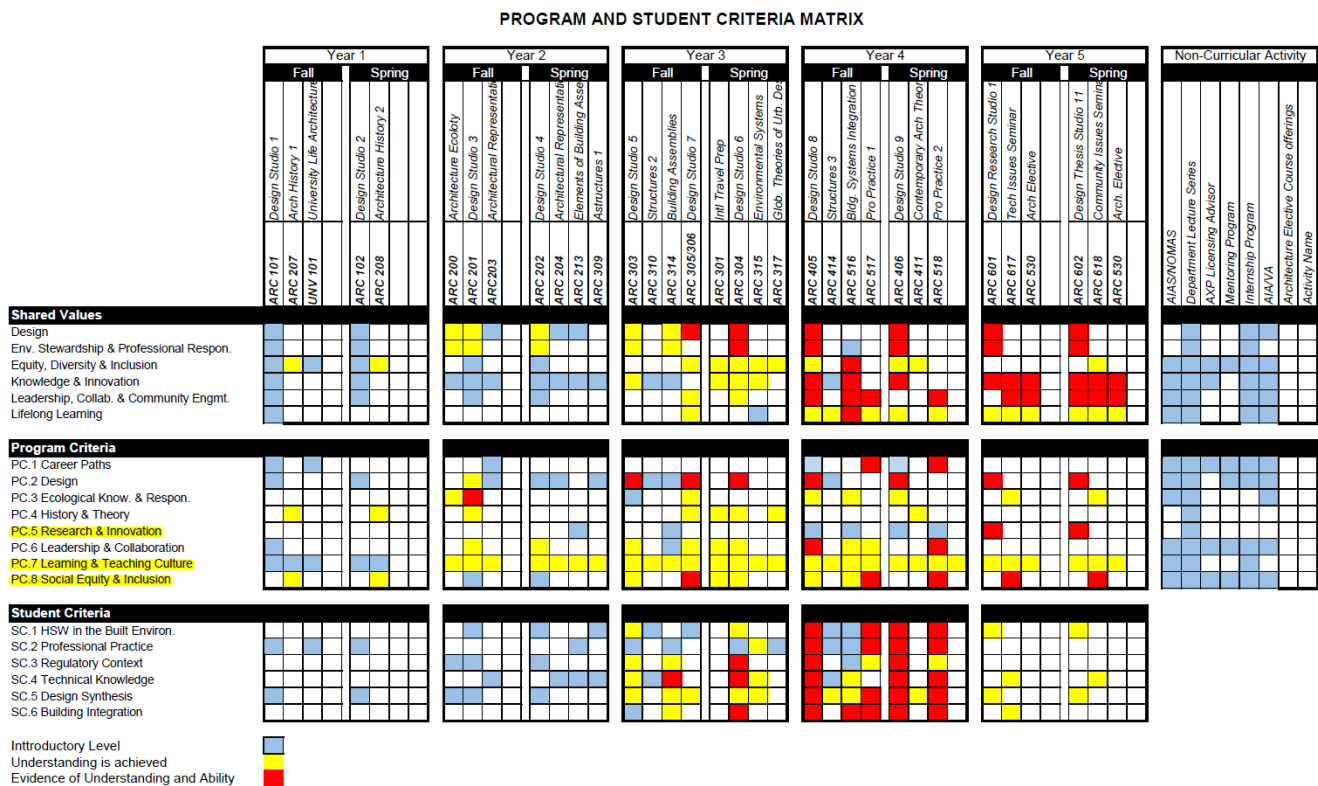 PROGRAM AND STUDENT CRITERIA MATRIX
Year 1 Year 2 Year 3 Year 4 Year 5 Non-Curricular Activity
Fall Spring Fall Spring Fall Spring Fall Spring Fall Spring
Design Studio 1
Arch History 1
University Life Architecture
Design Studio 2
Architecture History 2
Architecture Ecoloty
Design Studio 3
Architectural Representation
Design Studio 4
Architectural Representatio
Elements of Building Asse
Astructures 1
Design Studio 5
Structures 2
Building Assemblies
Design Studio 7
Intl Travel Prep
Design Studio 6
Environmental Systems
Glob. Theories of Urb. Des
Design Studio 8
Structures 3
Bldg. Systems Integration
Pro Practice 1
Design Studio 9
Contemporary Arch Theor
Pro Practice 2
Design Research Studio 1
Tech Issues Seminar
Arch Elective
Design Thesis Studio 11
Community Issues Semina
Arch. Elective
ARC 101
ARC 207
UNV 101
ARC 102
ARC 208
ARC 200
ARC 201
ARC203
ARC 202
ARC 204
ARC 213
ARC 309
ARC 303
ARC 310
ARC 314
ARC 305/306
ARC 301
ARC 304
ARC 315
ARC 317
ARC 405
ARC 414
ARC 516
ARC 517
ARC 406
ARC 411
ARC 518
ARC 601
ARC 617
ARC 530
ARC 602
ARC 618
ARC 530
AIAS/NOMAS
Department Lecture Series
AXP Licensing Advisor
Mentoring Program
Internship Program
AIA/VA
Architecture Elective Course offerings
Activity Name
Shared Values
Design
Env. Stewardship & Professional Respon.
Equity, Diversity & Inclusion
Knowledge & Innovation
Leadership, Collab. & Community Engmt.
Lifelong Learning
Program Criteria
PC.1 Career Paths
PC.2 Design
PC.3 Ecological Know. & Respon.
PC.4 History & Theory
PC.5 Research & Innovation
PC.6 Leadership & Collaboration
PC.7 Learning & Teaching Culture
PC.8 Social Equity & Inclusion
Student Criteria
SC.1 HSW in the Built Environ.
SC.2 Professional Practice
SC.3 Regulatory Context
SC.4 Technical Knowledge
SC.5 Design Synthesis
SC.6 Building Integration
Inttroductory Level
Understanding is achieved
Evidence of Understanding and Ability